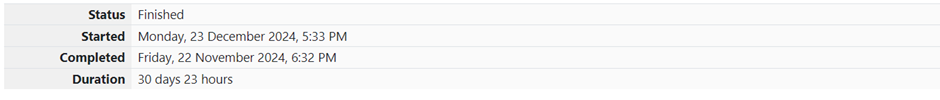 Status Finished
Started Monday, 23 December 2024, 5:33 PM
Completed Friday, 22 November 2024, 6:32 PM
Duration 30 days 23 hours